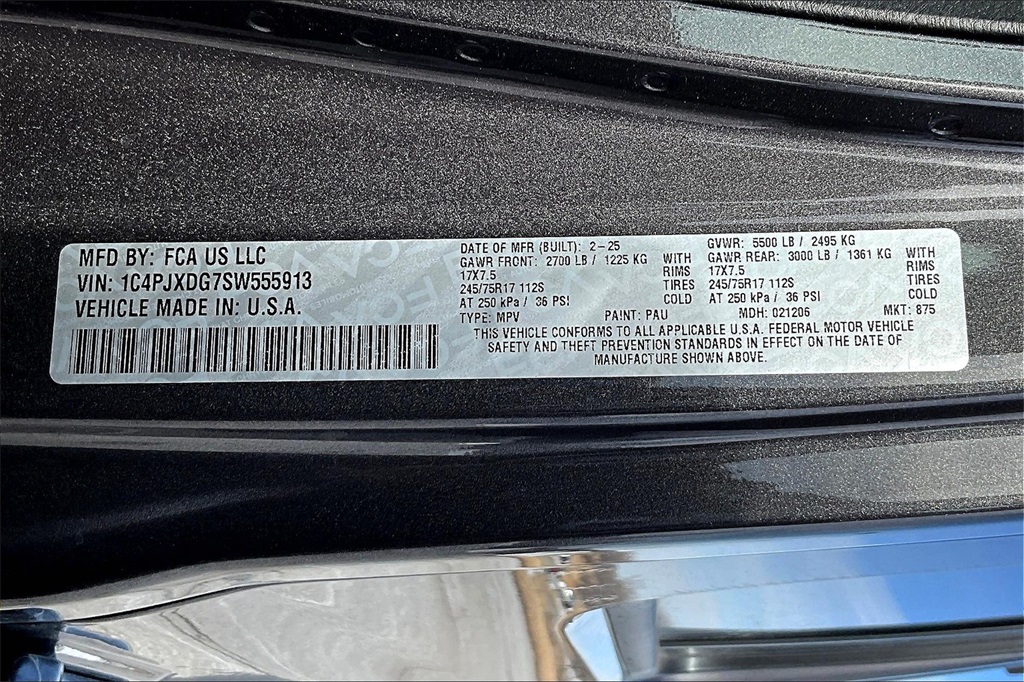 MFD BY: FCA US LLC
VIN: 1C4PJXDG7SW555913
VEHICLE MADE IN: U.S.A.
DATE OF MFR (BUILT): 2-25 GVWR: 5500 LB / 2495 KG
GAWR FRONT: 2700 LB / 1225 KG WITH GAWR REAR: 3000 LB / 1361 KG WITH
17X7.5 RIMS 17X7.5 RIMS
245/75R17 112S TIRES 245/75R17 112S TIRES
AT 250 kPa / 36 PSI COLD AT 250 kPa / 36 PSI COLD
TYPE: MPV PAINT: PAU MDH: 021206 MKT: 875
THIS VEHICLE CONFORMS TO ALL APPLICABLE U.S.A. FEDERAL MOTOR VEHICLE
SAFETY AND THEFT PREVENTION STANDARDS IN EFFECT ON THE DATE OF
MANUFACTURE SHOWN ABOVE.